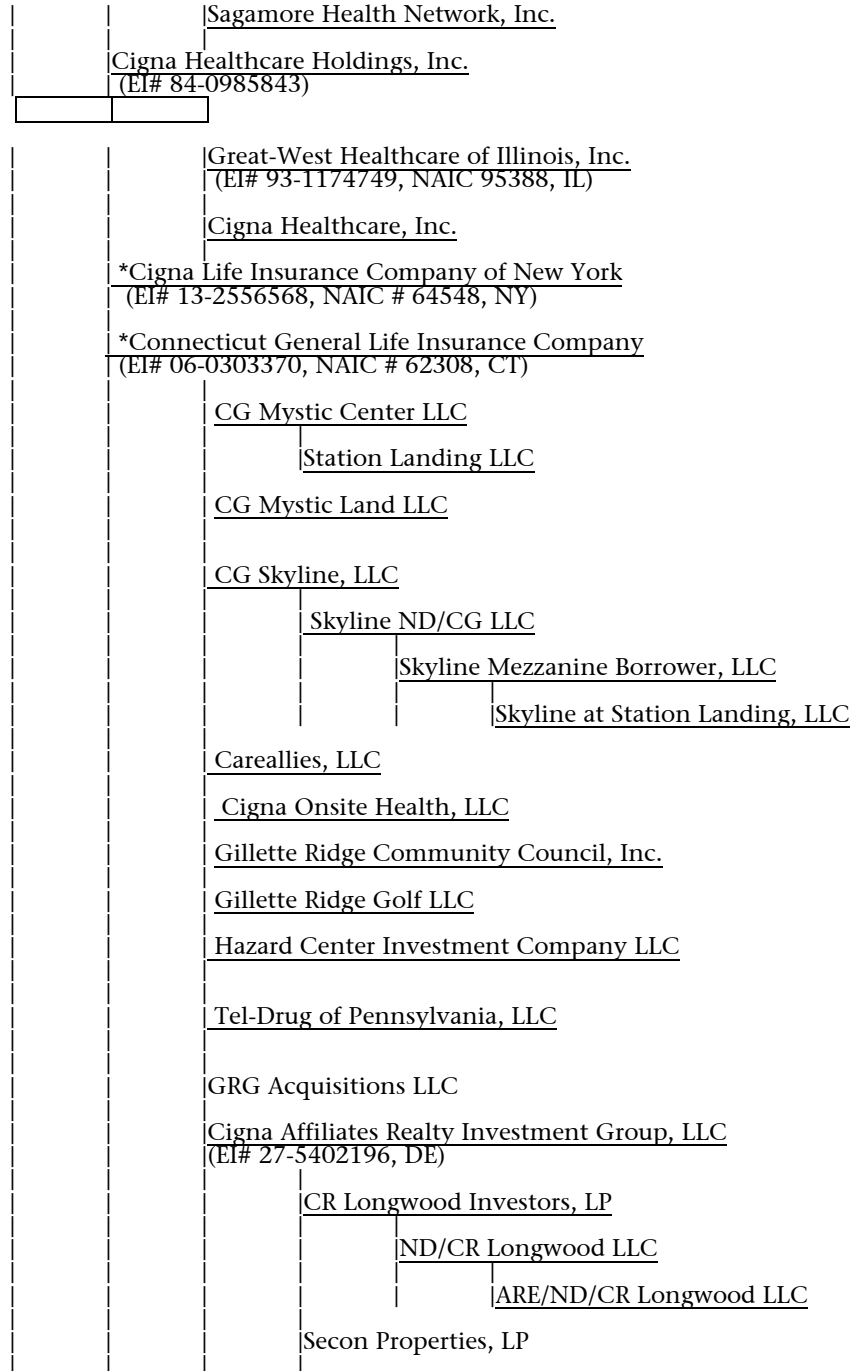 Sagamore Health Network, Inc.
Cigna Healthcare Holdings, Inc.
(EI# 84-0985843)
Great-West Healthcare of Illinois, Inc.
(EI# 93-1174749, NAIC 95388, IL)
Cigna Healthcare, Inc.
*Cigna Life Insurance Company of New York
(EI# 13-2556568, NAIC # 64548, NY)
*Connecticut General Life Insurance Company
(EI# 06-0303370, NAIC # 62308, CT)
CG Mystic Center LLC
Station Landing LLC
CG Mystic Land LLC
CG Skyline, LLC
Skyline ND/CG LLC
Skyline Mezzanine Borrower, LLC
Skyline at Station Landing, LLC
Careallies, LLC
Cigna Onsite Health, LLC
Gillette Ridge Community Council, Inc.
Gillette Ridge Golf LLC
Hazard Center Investment Company LLC
Tel-Drug of Pennsylvania, LLC
GRG Acquisitions LLC
Cigna Affiliates Realty Investment Group, LLC
(EI# 27-5402196, DE)
CR Longwood Investors, LP
ND/CR Longwood LLC
ARE/ND/CR Longwood LLC
Secon Properties, LP